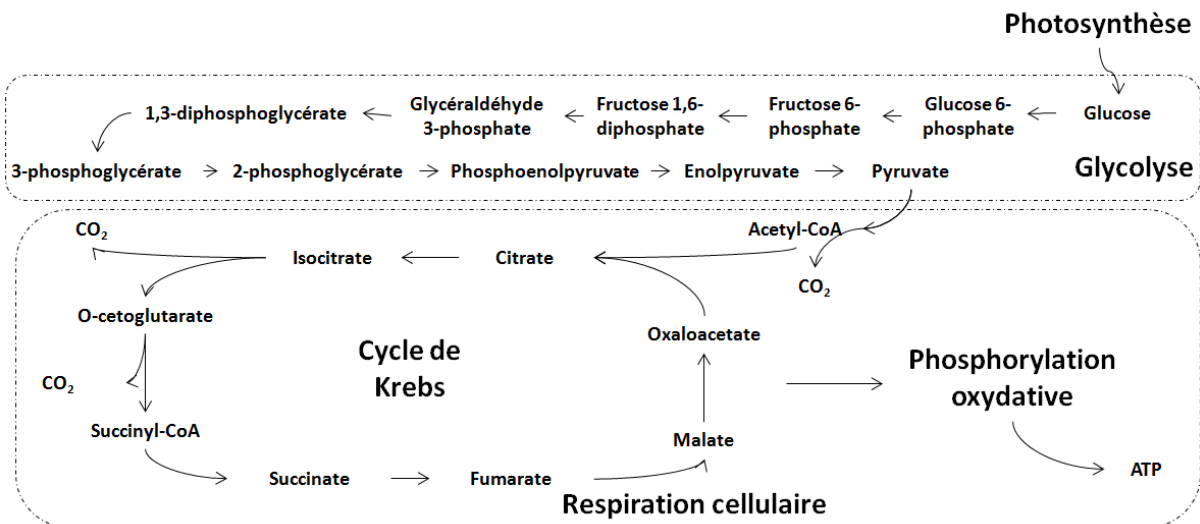 Photosynthèse
1,3-diphosphoglycérate
Glycéraldéhyde
3-phosphate
Fructose 1,6-
diphosphate
Fructose 6-
phosphate
Glucose 6-
phosphate
Glucose
3-phosphoglycérate
2-phosphoglycérate
Phosphoenolpyruvate
Enolpyruvate
Pyruvate
Glycolyse
CO₂
Isocitrate
Citrate
Acetyl-CoA
CO₂
O-cetoglutarate
Oxaloacetate
Cycle de
Krebs
Phosphorylation
oxydative
CO₂
Succinyl-CoA
Malate
Succinate
Fumarate
ATP
Respiration cellulaire